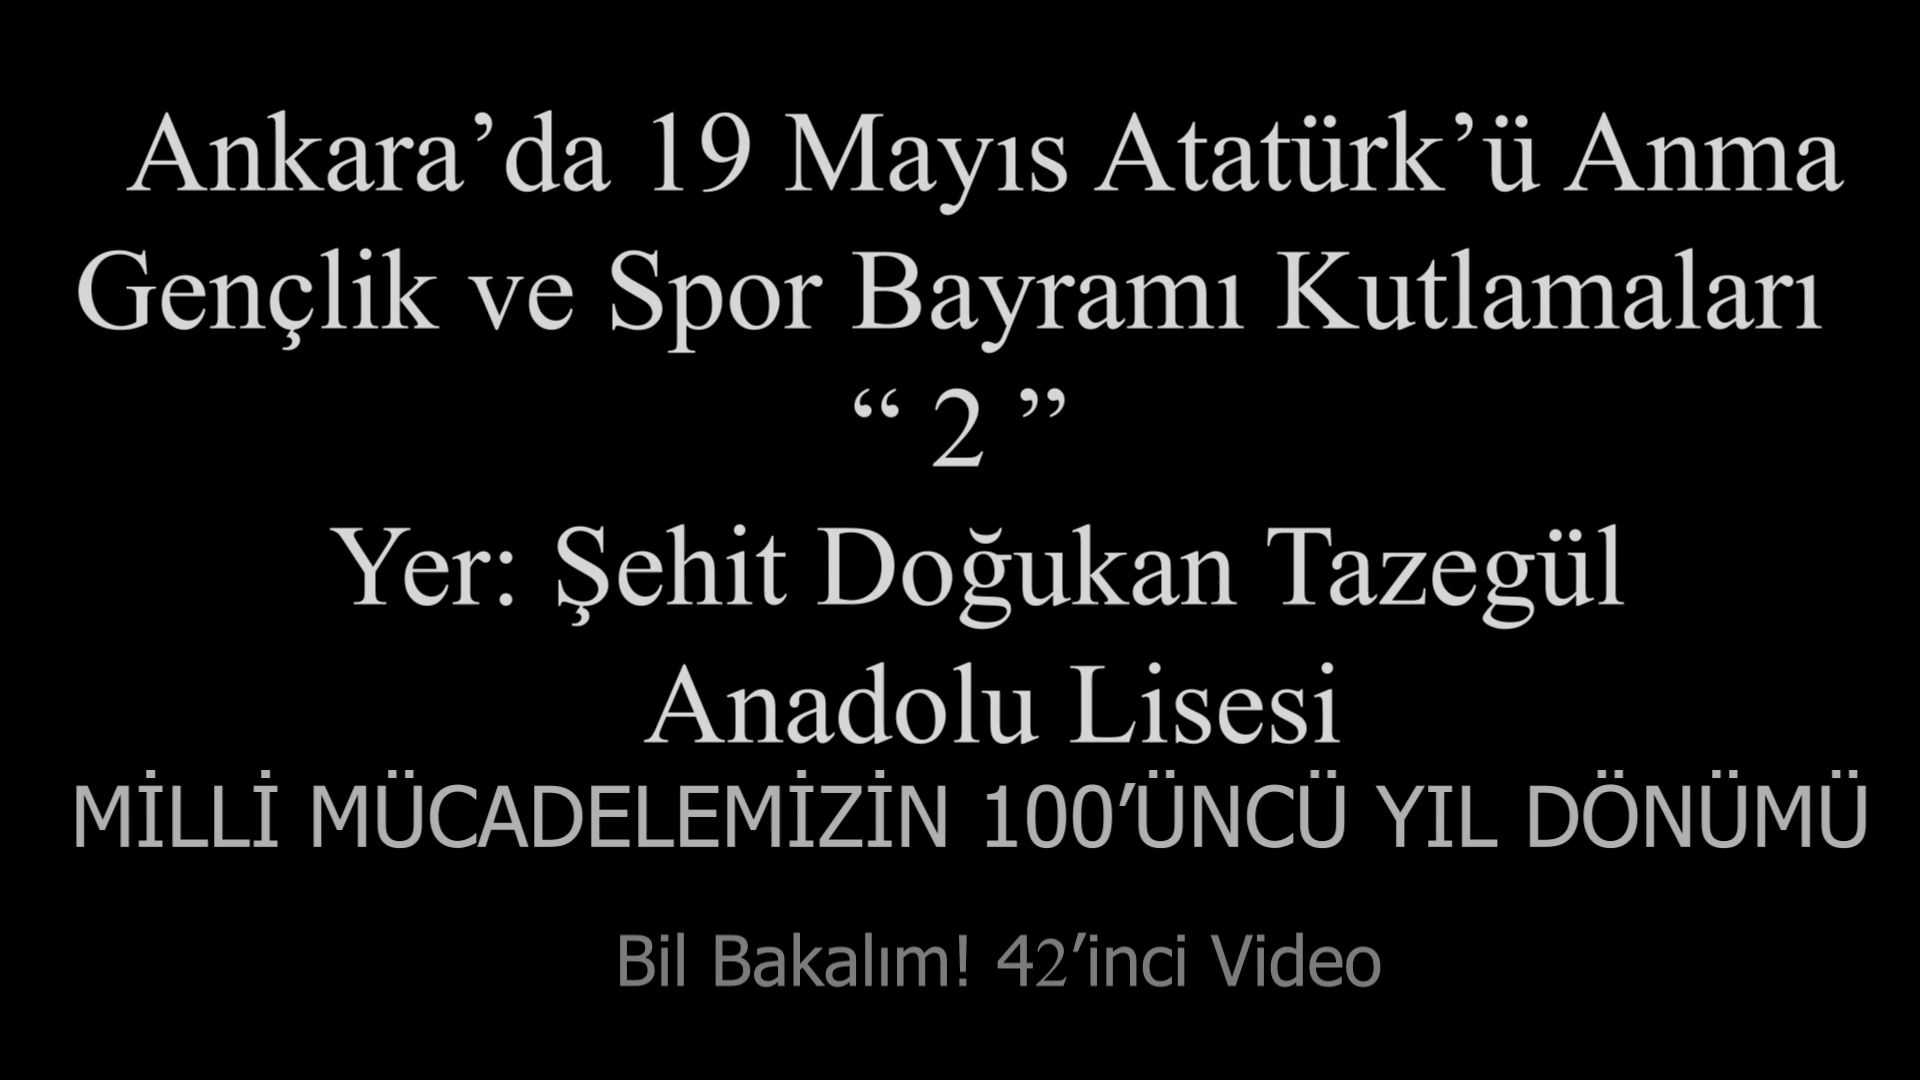 Ankara’da 19 Mayıs Atatürk’ü Anma
Gençlik ve Spor Bayramı Kutlamaları
“ 2 ”
Yer: Şehit Doğukan Tazegül
Anadolu Lisesi
MİLLİ MÜCADELEMİZİN 100’ÜNCÜ YIL DÖNÜMÜ
Bil Bakalım! 42’inci Video